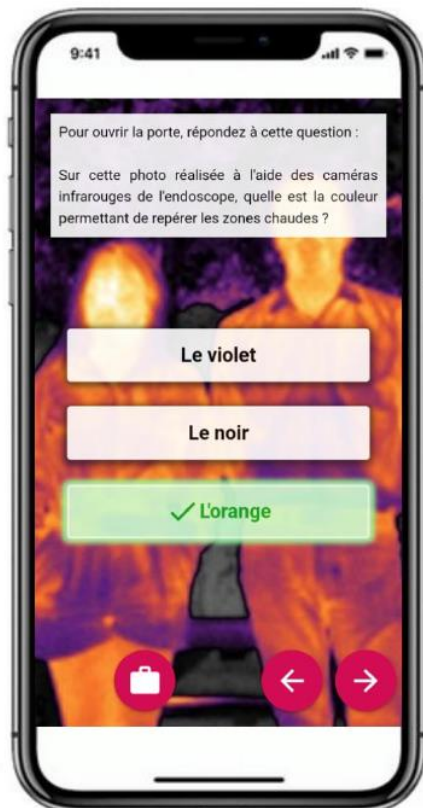 9:41
Pour ouvrir la porte, répondez à cette question :
Sur cette photo réalisée à l'aide des caméras
infrarouges de l'endoscope, quelle est la couleur
permettant de repérer les zones chaudes ?
Le violet
Le noir
L'orange